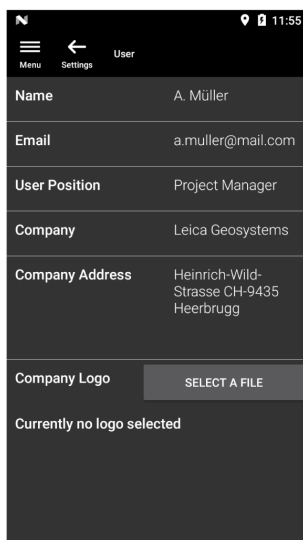 11:55
Menu Settings User
Name A. Müller
Email a.muller@mail.com
User Position Project Manager
Company Leica Geosystems
Company Address Heinrich-Wild-
Strasse CH-9435
Heerbrugg
Company Logo SELECT A FILE
Currently no logo selected